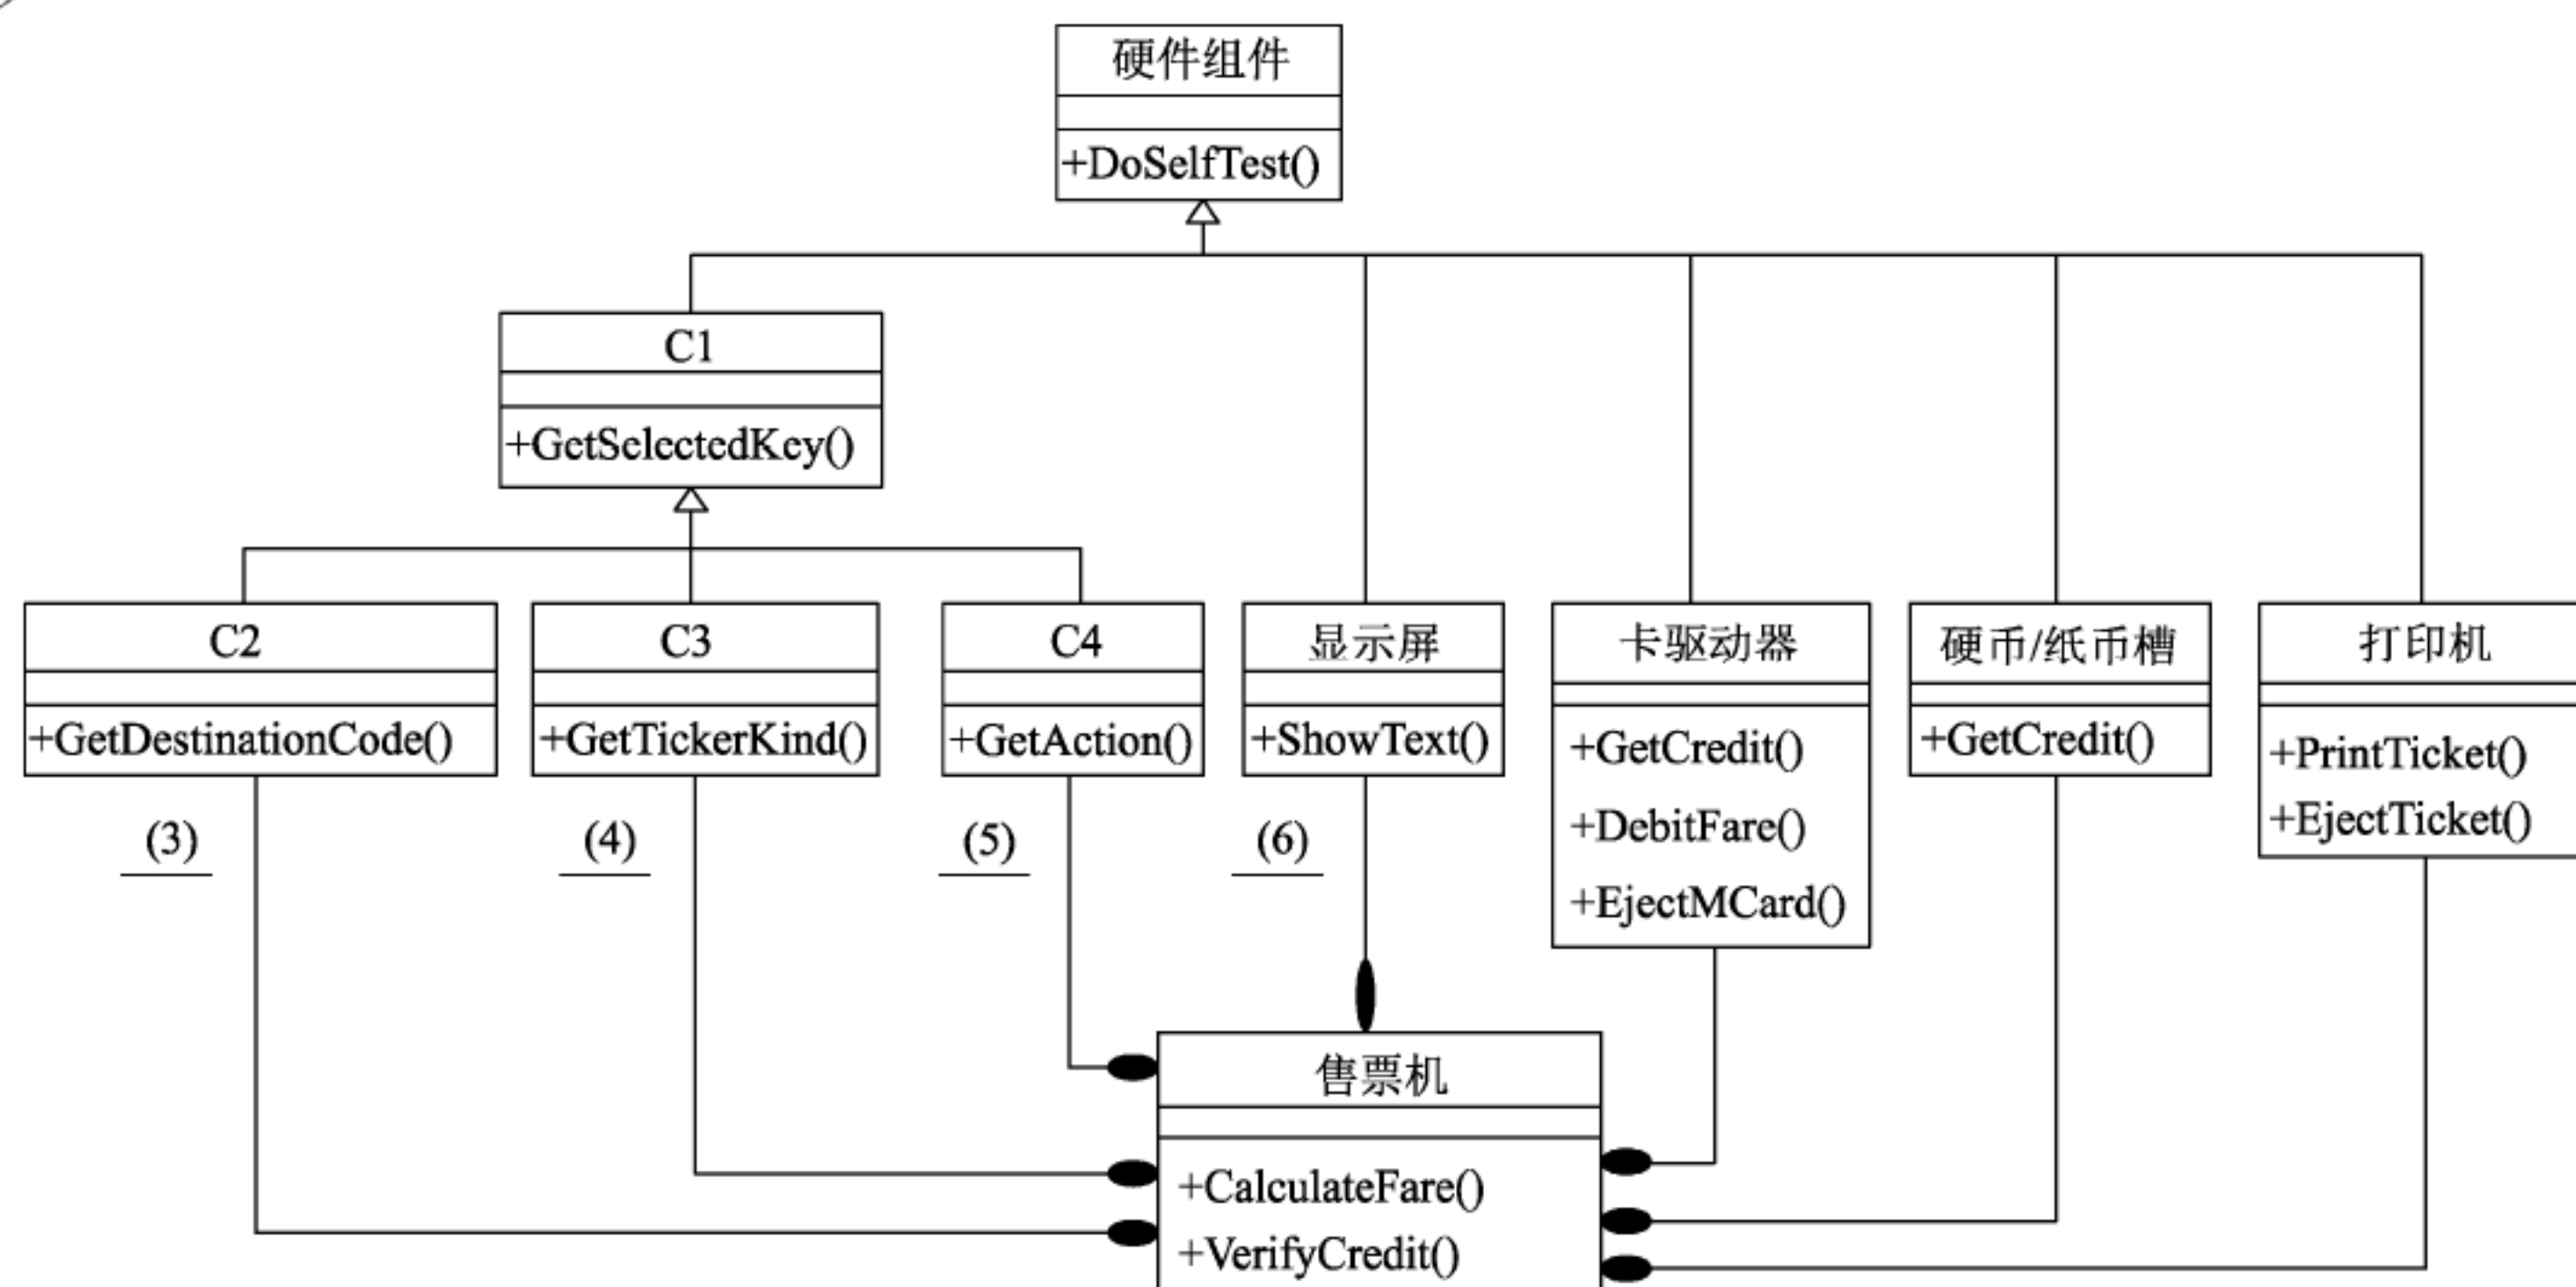 硬件组件
+DoSelfTest()
C1
+GetSelectedKey()
C2
+GetDestinationCode()
C3
+GetTickerKind()
C4
+GetAction()
显示屏
+ShowText()
卡驱动器
+GetCredit()
+DebitFare()
+EjectMCard()
硬币/纸币槽
+GetCredit()
打印机
+PrintTicket()
+EjectTicket()
(3)
(4)
(5)
(6)
售票机
+CalculateFare()
+VerifyCredit()